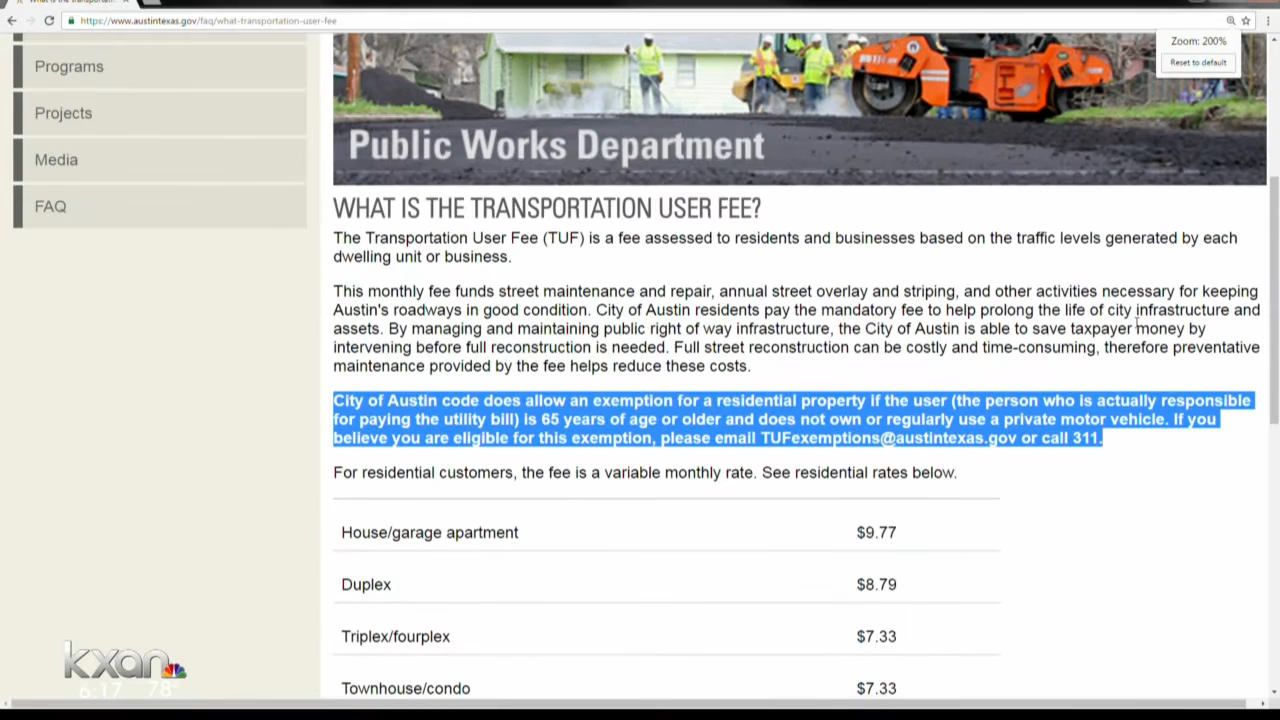 https://www.austintexas.gov/faq/what-transportation-user-fee
Zoom: 200%
Reset to default
Programs
Projects
Media
FAQ
Public Works Department
WHAT IS THE TRANSPORTATION USER FEE?
The Transportation User Fee (TUF) is a fee assessed to residents and businesses based on the traffic levels generated by each
dwelling unit or business.
This monthly fee funds street maintenance and repair, annual street overlay and striping, and other activities necessary for keeping
Austin's roadways in good condition. City of Austin residents pay the mandatory fee to help prolong the life of city infrastructure and
assets. By managing and maintaining public right of way infrastructure, the City of Austin is able to save taxpayer money by
intervening before full reconstruction is needed. Full street reconstruction can be costly and time-consuming, therefore preventative
maintenance provided by the fee helps reduce these costs.
City of Austin code does allow an exemption for a residential property if the user (the person who is actually responsible
for paying the utility bill) is 65 years of age or older and does not own or regularly use a private motor vehicle. If you
believe you are eligible for this exemption, please email TUFexemptions@austintexas.gov or call 311.
For residential customers, the fee is a variable monthly rate. See residential rates below.
House/garage apartment $9.77
Duplex $8.79
Triplex/fourplex $7.33
Townhouse/condo $7.33
kxan
6:17 78°